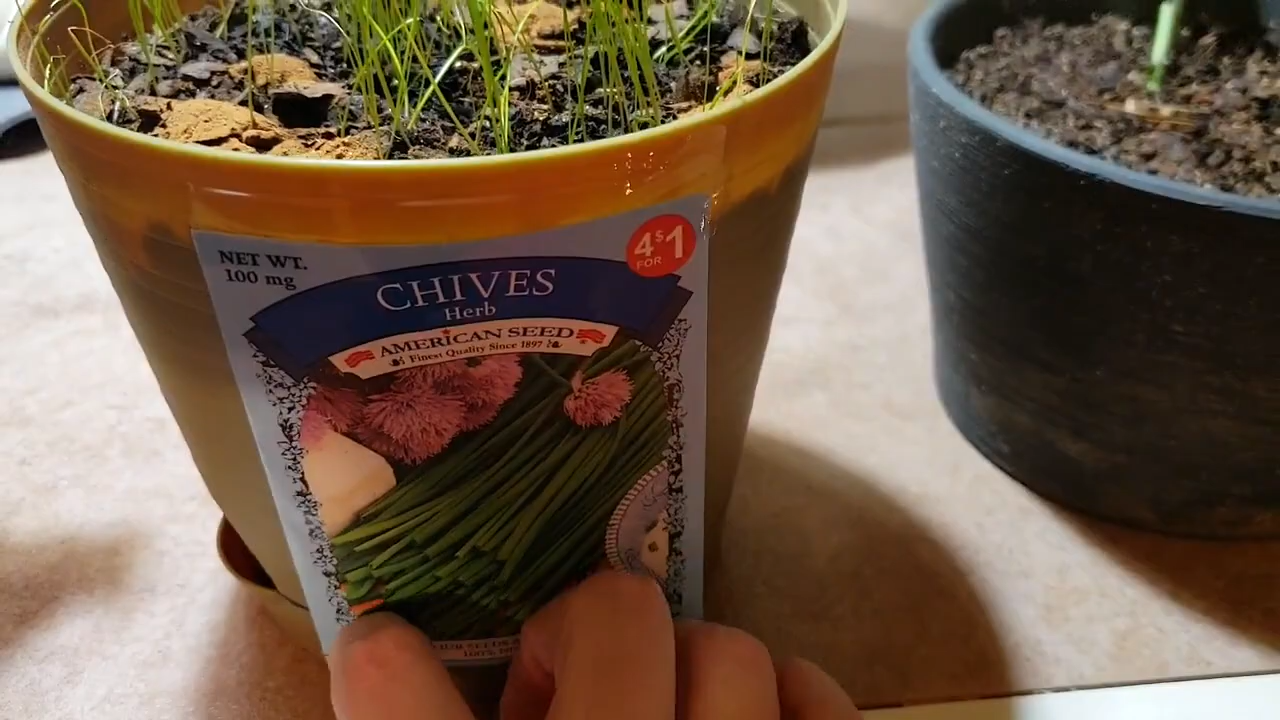 NET WT.
100 mg
4 $1
FOR
CHIVES
Herb
AMERICAN SEED
Finest Quality Since 1897